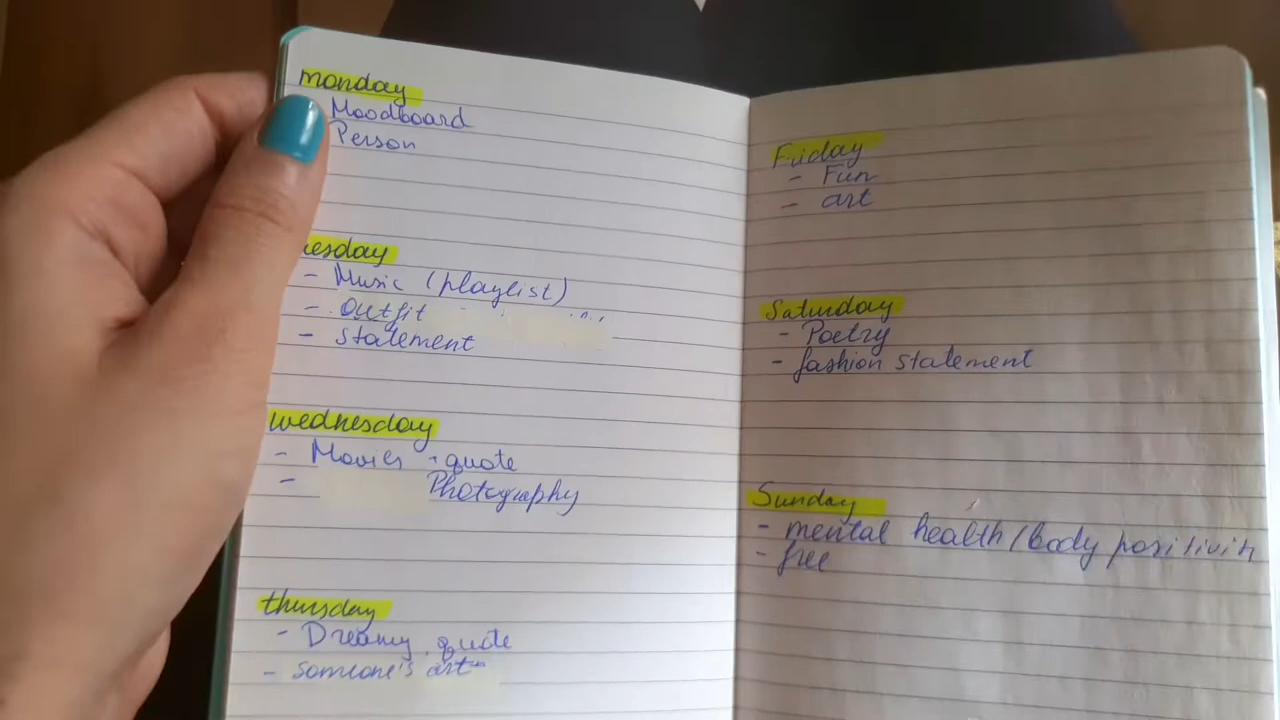 monday
Moodboard
Person
uesday
- Music (playlist)
- Outfit
- Statement
wednesday
- Movies - quote
- Photography
thursday
- Dreamy quote
- Someone's art
Friday
- Fun
- art
Saturday
- Poetry
- fashion statement
Sunday
- mental health/body positivity
- free